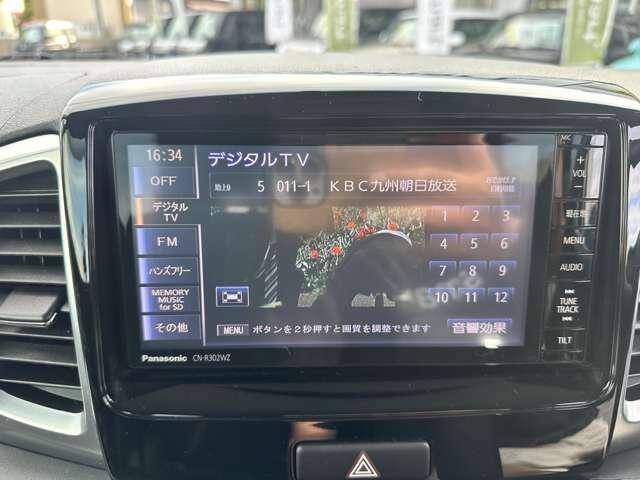 16:34 デジタルTV
OFF
5 011-1 KBC九州朝日放送
デジタル
TV
FM
ハンズフリー
MEMORY
MUSIC
for SD
その他
1 2 3
4 5 6
7 8 9
10 11 12
MENU ボタンを2秒押すと画質を調整できます
音響効果
Panasonic CN-R302WZ
+
VOL
−
現在地
MENU
AUDIO
TUNE
TRACK
TILT